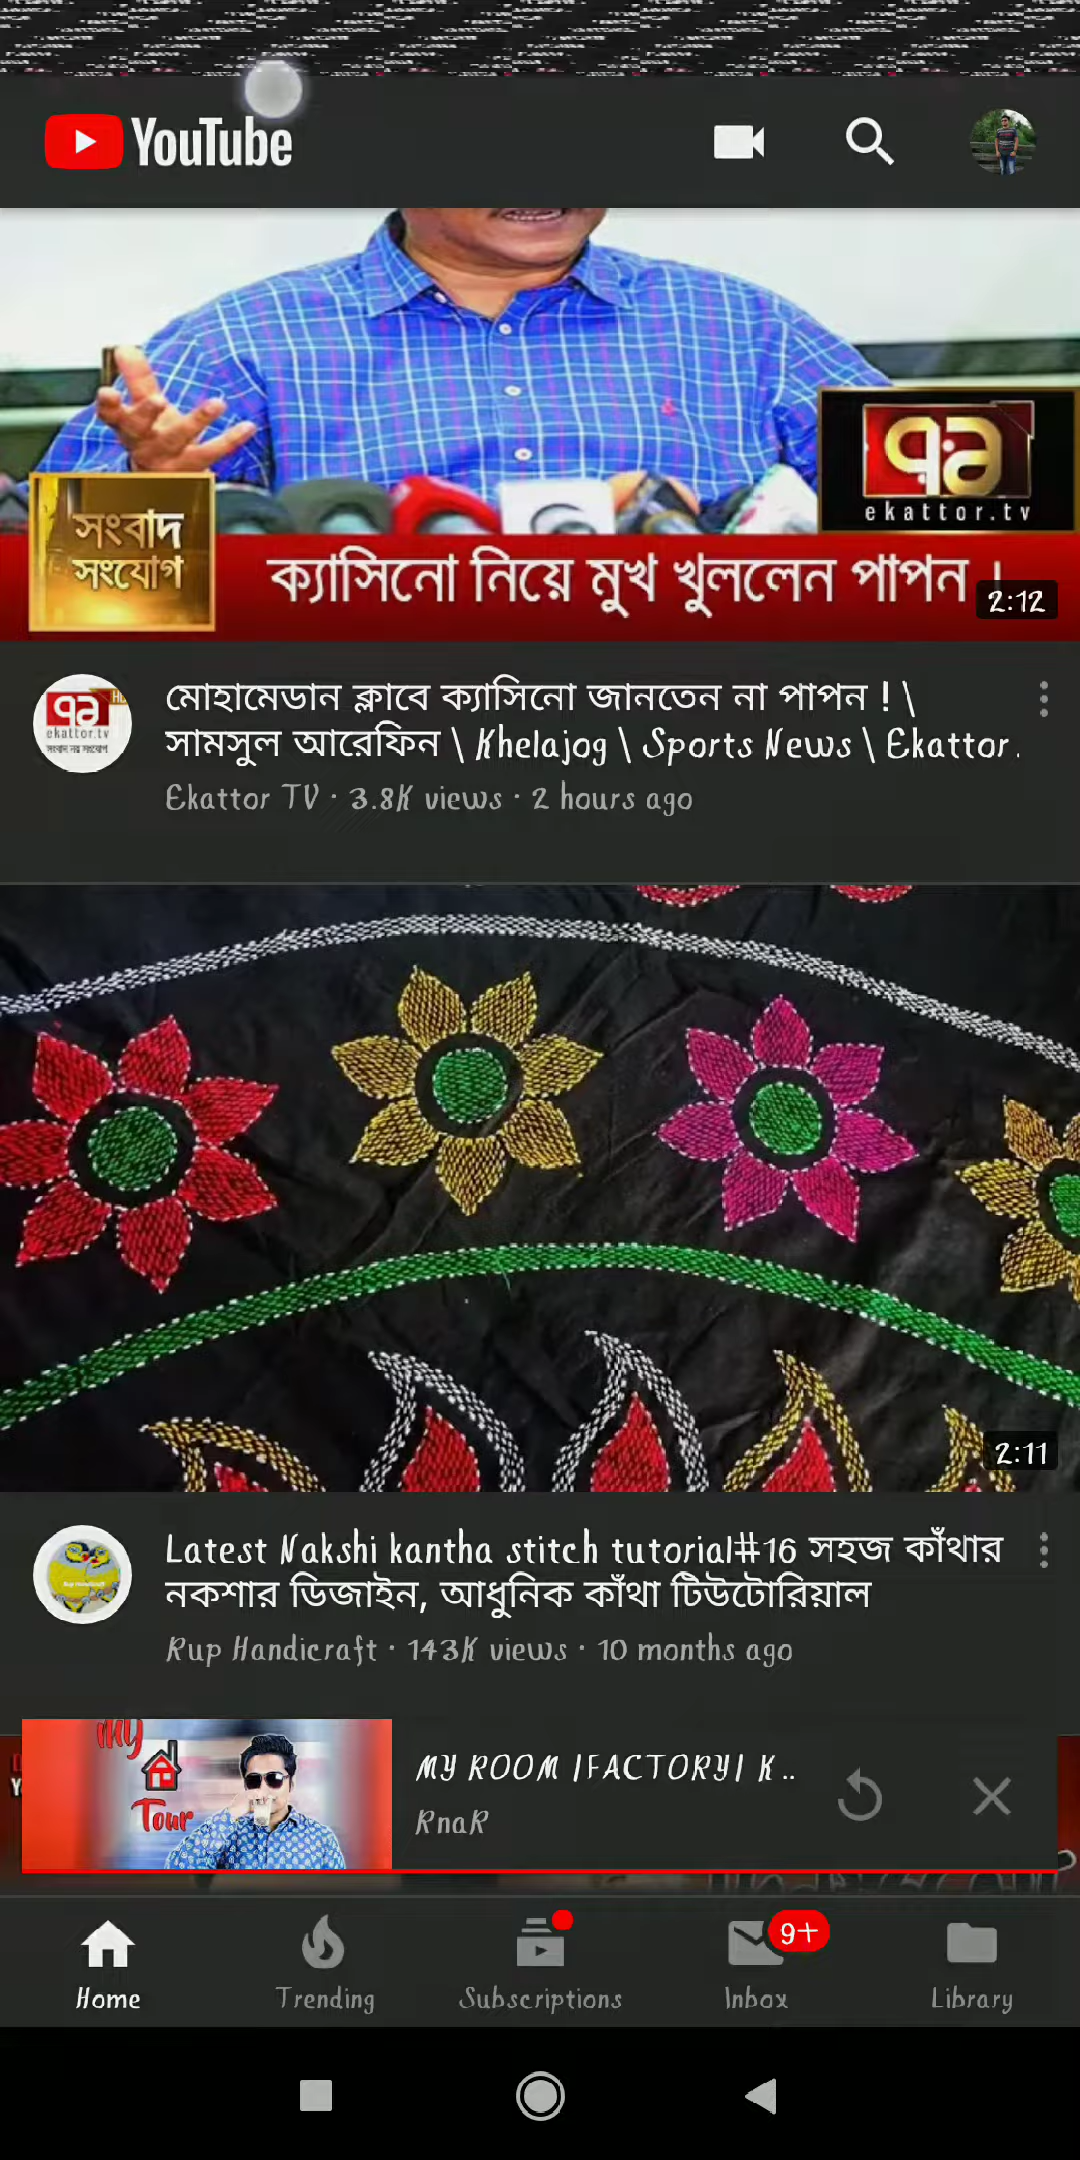 YouTube
qa
ekattor.tv
সংবাদ
সংযোগ
ক্যাসিনো নিয়ে মুখ খুললেন পাপন ।
2:12
মোহামেডান ক্লাবে ক্যাসিনো জানতেন না পাপন ! \
সামসুল আরেফিন \ Khelajog \ Sports News \ Ekattor.
Ekattor TV · 3.8K views · 2 hours ago
2:11
Latest Nakshi kantha stitch tutorial#16 সহজ কাঁথার
নকশার ডিজাইন, আধুনিক কাঁথা টিউটোরিয়াল
Rup Handicraft · 143K views · 10 months ago
my
Tour
MY ROOM |FACTORY| K..
RnaR
9+
Home
Trending
Subscriptions
Inbox
Library